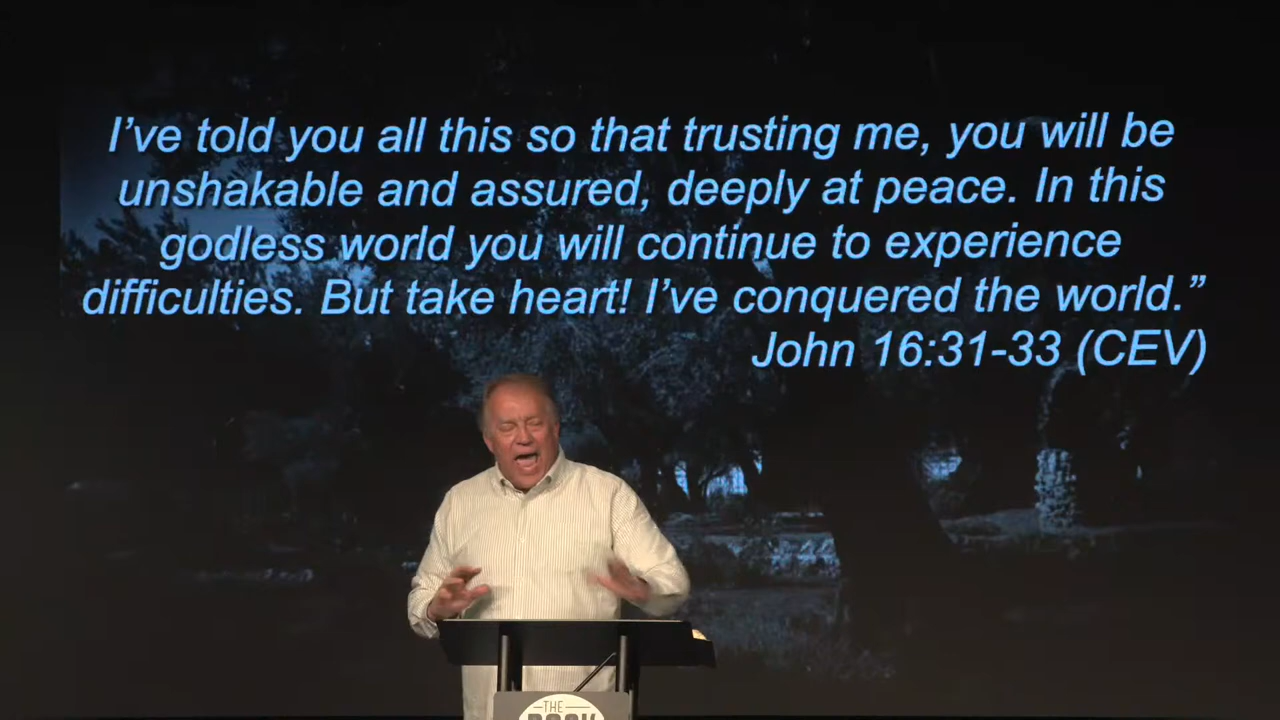 I’ve told you all this so that trusting me, you will be
unshakable and assured, deeply at peace. In this
godless world you will continue to experience
difficulties. But take heart! I’ve conquered the world.”
John 16:31-33 (CEV)
THE